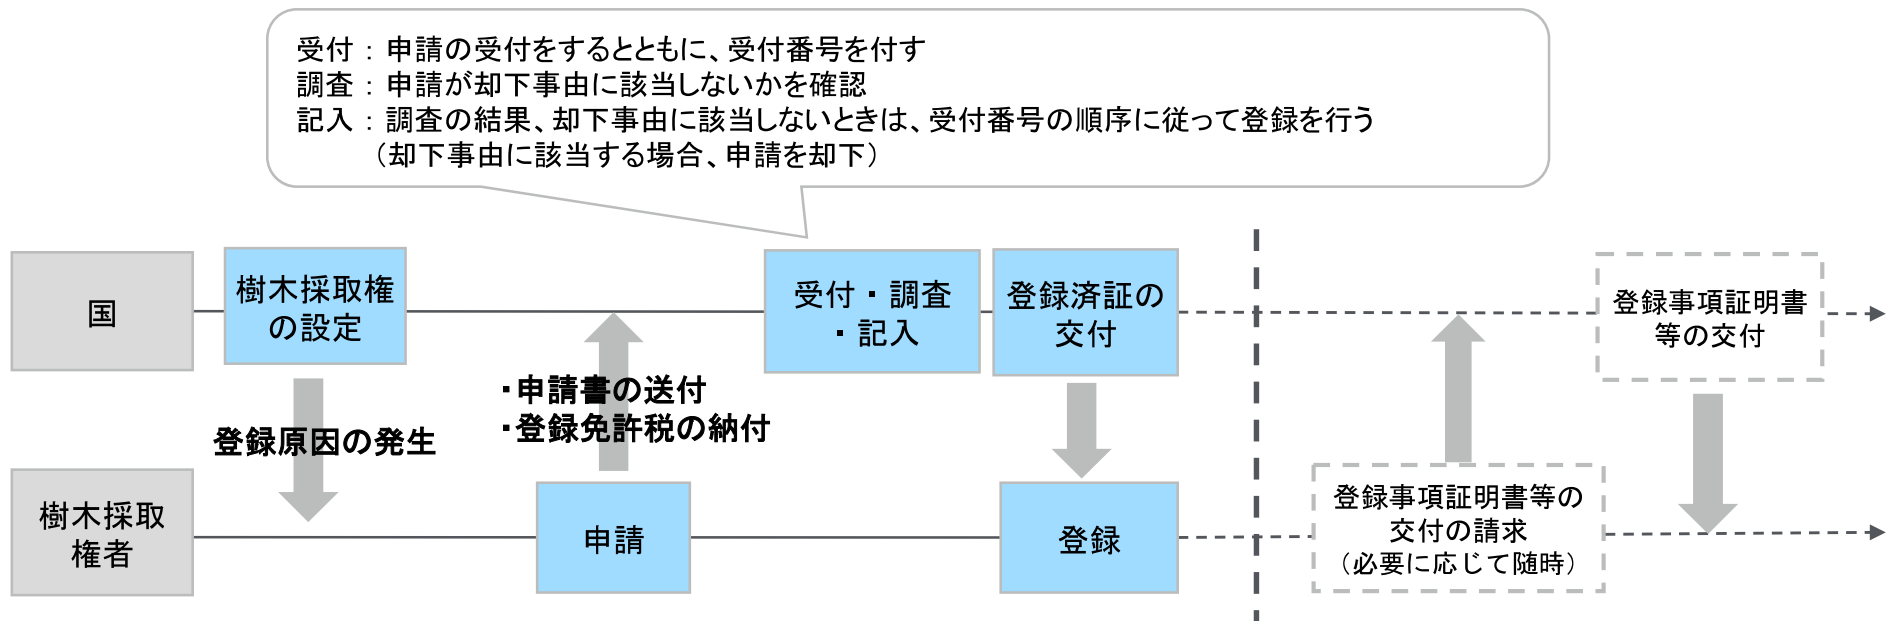 受付：申請の受付をするとともに、受付番号を付す
調査：申請が却下事由に該当しないかを確認
記入：調査の結果、却下事由に該当しないときは、受付番号の順序に従って登録を行う
（却下事由に該当する場合、申請を却下）
国
樹木採取権
の設定
受付・調査
・記入
登録済証の
交付
登録事項証明書
等の交付
登録原因の発生
・申請書の送付
・登録免許税の納付
樹木採取
権者
申請
登録
登録事項証明書等の
交付の請求
（必要に応じて随時）